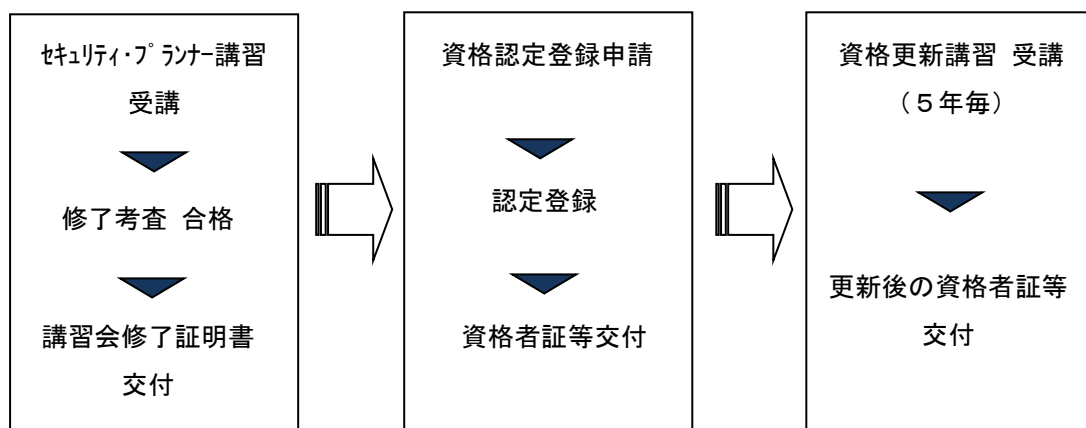 ｾｷｭﾘﾃｨ･ﾌﾟﾗﾝﾅｰ講習
受講
修了考査 合格
講習会修了証明書
交付
資格認定登録申請
認定登録
資格者証等交付
資格更新講習 受講
（５年毎）
更新後の資格者証等
交付